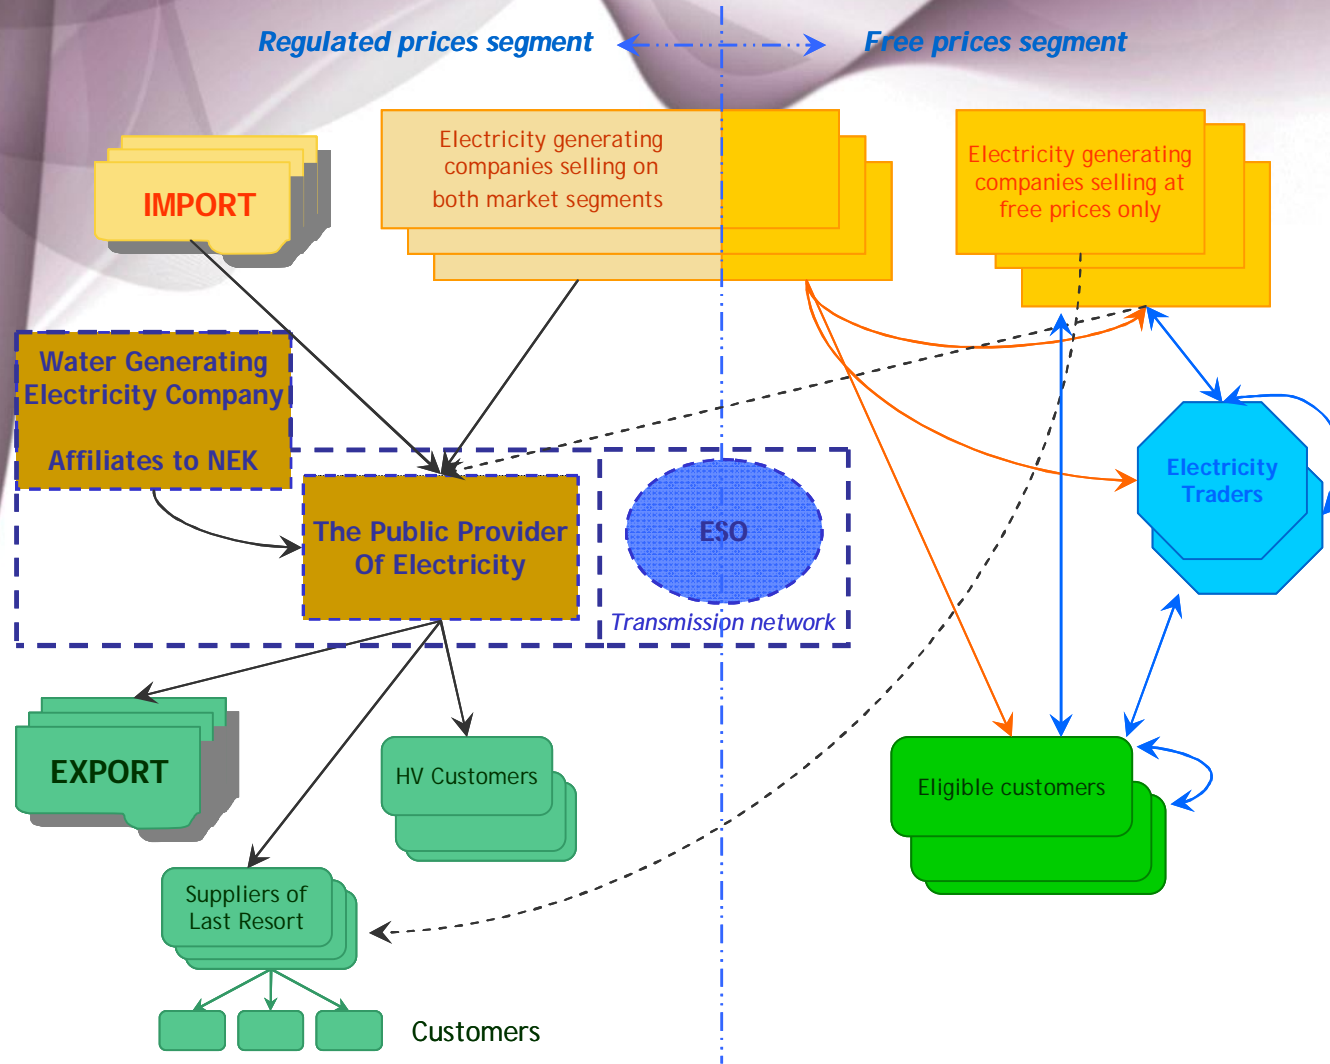 Regulated prices segment
Free prices segment
IMPORT
Electricity generating
companies selling on
both market segments
Electricity generating
companies selling at
free prices only
Water Generating
Electricity Company
Affiliates to NEK
The Public Provider
Of Electricity
ESO
Transmission network
Electricity
Traders
EXPORT
HV Customers
Eligible customers
Suppliers of
Last Resort
Customers